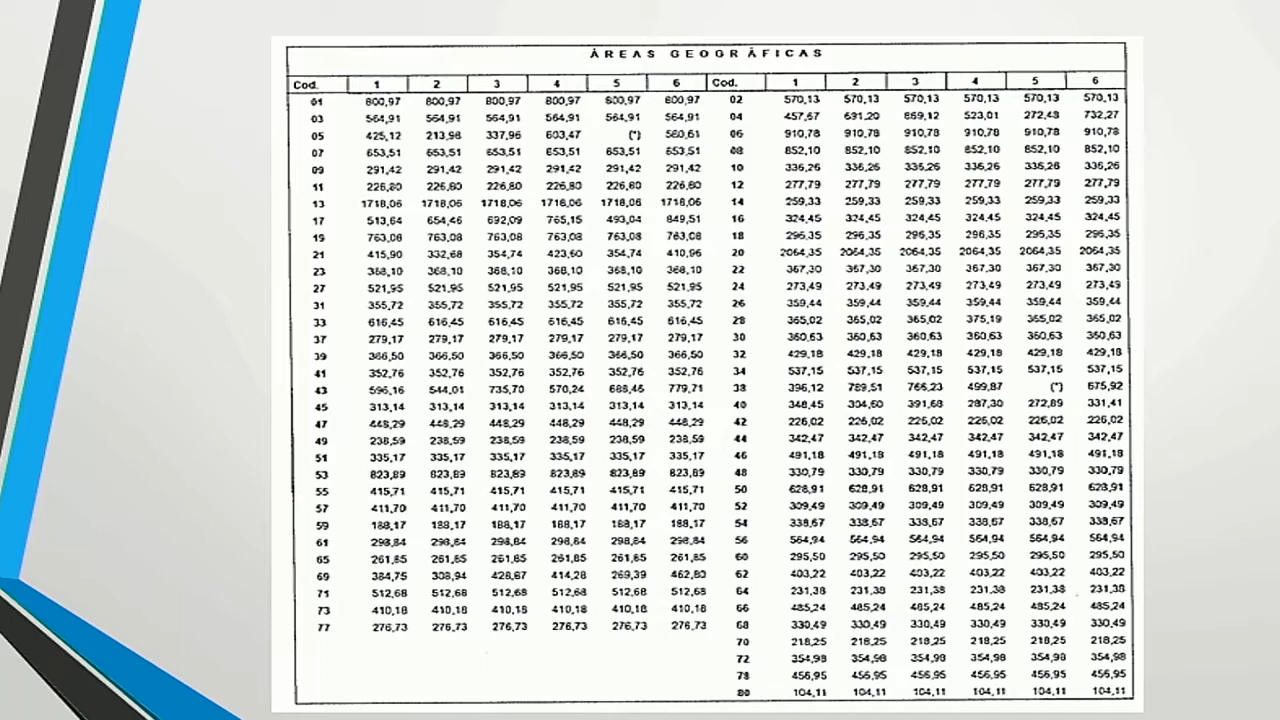 ÁREAS GEOGRÁFICAS
Cod. 1 2 3 4 5 6 Cod. 1 2 3 4 5 6
01 800,97 800,97 800,97 800,97 800,97 800,97 02 570,13 570,13 570,13 570,13 570,13 570,13
03 564,91 564,91 564,91 564,91 564,91 564,91 04 457,67 691,20 869,12 523,01 272,48 732,27
05 425,12 213,98 337,96 603,47 (*) 560,61 06 910,78 910,78 910,78 910,78 910,78 910,78
07 653,51 653,51 653,51 653,51 653,51 653,51 08 852,10 852,10 852,10 852,10 852,10 852,10
09 291,42 291,42 291,42 291,42 291,42 291,42 10 336,26 336,26 336,26 336,26 336,26 336,26
11 226,80 226,80 226,80 226,80 226,80 226,80 12 277,79 277,79 277,79 277,79 277,79 277,79
13 1718,06 1718,06 1718,06 1718,06 1718,06 1718,06 14 259,33 259,33 259,33 259,33 259,33 259,33
17 513,64 654,46 692,09 765,15 493,04 849,51 16 324,45 324,45 324,45 324,45 324,45 324,45
19 763,08 763,08 763,08 763,08 763,08 763,08 18 296,35 296,35 296,35 296,35 296,35 296,35
21 415,90 332,68 354,74 423,60 354,74 410,96 20 2064,35 2064,35 2064,35 2064,35 2064,35 2064,35
23 368,10 368,10 368,10 368,10 368,10 368,10 22 367,30 367,30 367,30 367,30 367,30 367,30
27 521,95 521,95 521,95 521,95 521,95 521,95 24 273,49 273,49 273,49 273,49 273,49 273,49
31 355,72 355,72 355,72 355,72 355,72 355,72 26 359,44 359,44 359,44 359,44 359,44 359,44
33 616,45 616,45 616,45 616,45 616,45 616,45 28 365,02 365,02 365,02 375,19 365,02 365,02
37 279,17 279,17 279,17 279,17 279,17 279,17 30 360,63 360,63 360,63 360,63 360,63 360,63
39 366,50 366,50 366,50 366,50 366,50 366,50 32 429,18 429,18 429,18 429,18 429,18 429,18
41 352,76 352,76 352,76 352,76 352,76 352,76 34 537,15 537,15 537,15 537,15 537,15 537,15
43 596,16 544,01 735,70 570,24 688,46 779,71 38 396,12 789,51 766,23 499,87 (*) 675,92
45 313,14 313,14 313,14 313,14 313,14 313,14 40 348,45 304,60 391,68 287,30 272,89 331,41
47 448,29 448,29 448,29 448,29 448,29 448,29 42 226,02 226,02 226,02 226,02 226,02 226,02
49 238,59 238,59 238,59 238,59 238,59 238,59 44 342,47 342,47 342,47 342,47 342,47 342,47
51 335,17 335,17 335,17 335,17 335,17 335,17 46 491,18 491,18 491,18 491,18 491,18 491,18
53 823,89 823,89 823,89 823,89 823,89 823,89 48 330,79 330,79 330,79 330,79 330,79 330,79
55 415,71 415,71 415,71 415,71 415,71 415,71 50 628,91 628,91 628,91 628,91 628,91 628,91
57 411,70 411,70 411,70 411,70 411,70 411,70 52 309,49 309,49 309,49 309,49 309,49 309,49
59 188,17 188,17 188,17 188,17 188,17 188,17 54 338,67 338,67 338,67 338,67 338,67 338,67
61 298,84 298,84 298,84 298,84 298,84 298,84 56 564,94 564,94 564,94 564,94 564,94 564,94
65 261,85 261,85 261,85 261,85 261,85 261,85 60 295,50 295,50 295,50 295,50 295,50 295,50
69 384,75 308,94 428,67 414,28 269,39 462,80 62 403,22 403,22 403,22 403,22 403,22 403,22
71 512,68 512,68 512,68 512,68 512,68 512,68 64 231,38 231,38 231,38 231,38 231,38 231,38
73 410,18 410,18 410,18 410,18 410,18 410,18 66 485,24 485,24 485,24 485,24 485,24 485,24
77 276,73 276,73 276,73 276,73 276,73 276,73 68 330,49 330,49 330,49 330,49 330,49 330,49
70 218,25 218,25 218,25 218,25 218,25 218,25
72 354,98 354,98 354,98 354,98 354,98 354,98
78 456,95 456,95 456,95 456,95 456,95 456,95
80 104,11 104,11 104,11 104,11 104,11 104,11